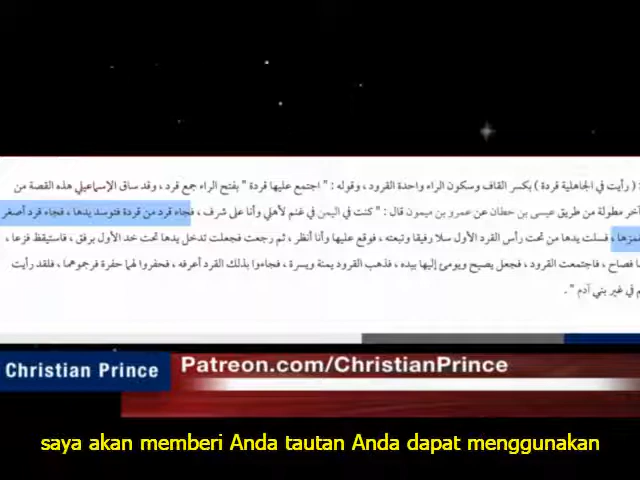 ( رأيت في الجاهلية قردة ) بكسر القاف وسكون الراء واحدة القرود ، وقوله : " اجتمع عليها قردة " بفتح الراء جمع قرد ، وقد ساق الإسماعيلي هذه القصة من
آخر مطولة من طريق عيسى بن حطان عن عمرو بن ميمون قال : " كنت في اليمن في غنم لأهلي وأنا على شرف ، فجاء قرد من قردة فتوسد يدها ، فجاء قرد أصغر
، فسلت يدها من تحت رأس القرد الأول سلا رفيقا وتبعته ، فوقع عليها وأنا أنظر ، ثم رجعت فجعلت تدخل يدها تحت خد الأول برفق ، فاستيقظ فزعا ،
فصاح ، فاجتمعت القرود ، فجعل يصيح ويومئ إليها بيده ، فذهب القرود يمنة ويسرة ، فجاءوا بذلك القرد أعرفه ، فحفروا لهما حفرة فرجموهما ، فلقد رأيت
في غير بني آدم " .
Christian Prince
Patreon.com/ChristianPrince
saya akan memberi Anda tautan Anda dapat menggunakan